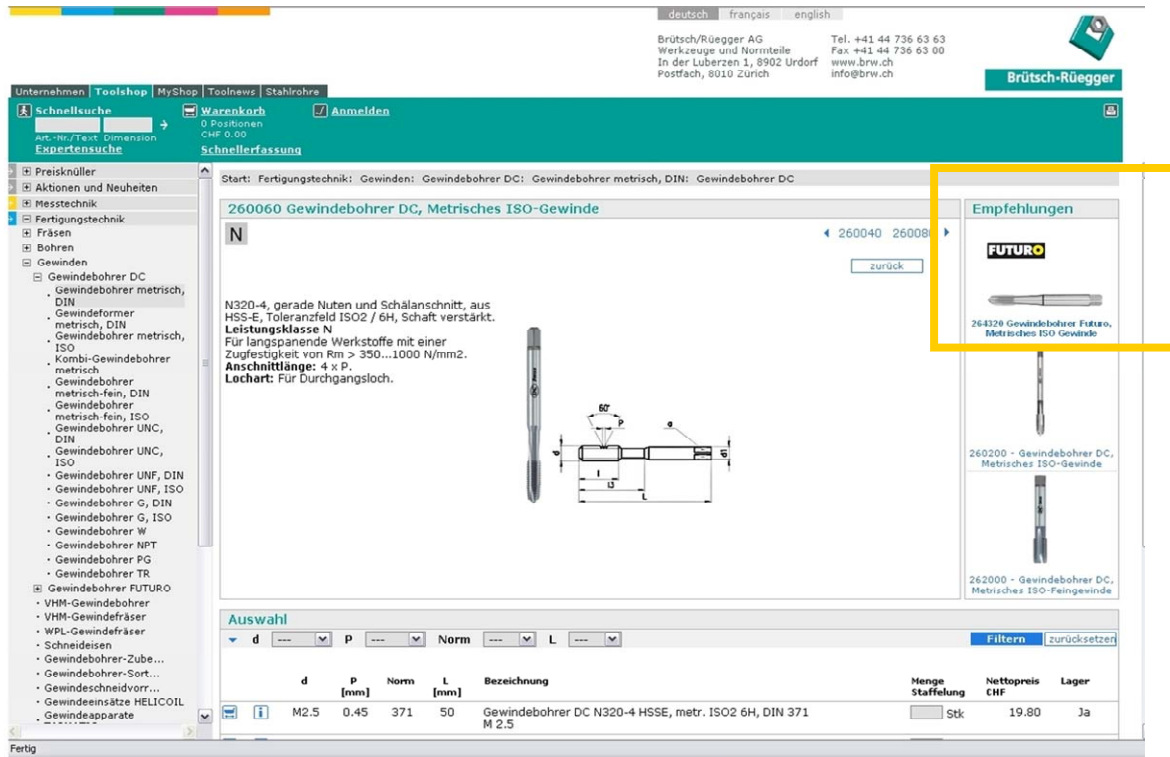 deutsch français english
Brütsch/Rüegger AG
Werkzeuge und Normteile
In der Luberzen 1, 8902 Urdorf
Postfach, 8010 Zürich
Tel. +41 44 736 63 63
Fax +41 44 736 63 00
www.brw.ch
info@brw.ch
Brütsch•Rüegger
Unternehmen Toolshop MyShop Toolnews Stahlrohre
Schnellsuche
Art.-Nr./Text Dimension
Expertensuche
Warenkorb
0 Positionen
CHF 0.00
Schnellerfassung
Anmelden
Preisknüller
Aktionen und Neuheiten
Messtechnik
Fertigungstechnik
Fräsen
Bohren
Gewinden
Gewindebohrer DC
Gewindebohrer metrisch,
DIN
Gewindeformer
metrisch, DIN
Gewindebohrer metrisch,
ISO
Kombi-Gewindebohrer
metrisch
Gewindebohrer
metrisch-fein, DIN
Gewindebohrer
metrisch-fein, ISO
Gewindebohrer UNC,
DIN
Gewindebohrer UNC,
ISO
Gewindebohrer UNF, DIN
Gewindebohrer UNF, ISO
Gewindebohrer G, DIN
Gewindebohrer G, ISO
Gewindebohrer W
Gewindebohrer NPT
Gewindebohrer PG
Gewindebohrer TR
Gewindebohrer FUTURO
VHM-Gewindebohrer
VHM-Gewindefräser
WPL-Gewindefräser
Schneideisen
Gewindebohrer-Zube...
Gewindebohrer-Sort...
Gewindeschneidvorr...
Gewindeeinsätze HELICOIL
Gewindeapparate
Start: Fertigungstechnik: Gewinden: Gewindebohrer DC: Gewindebohrer metrisch, DIN: Gewindebohrer DC
260060 Gewindebohrer DC, Metrisches ISO-Gewinde
N
260040 26008
zurück
N320-4, gerade Nuten und Schälanschnitt, aus
HSS-E, Toleranzfeld ISO2 / 6H, Schaft verstärkt.
Leistungsklasse N
Für langspanende Werkstoffe mit einer
Zugfestigkeit von Rm > 350...1000 N/mm2.
Anschnittlänge: 4 x P.
Lochart: Für Durchgangsloch.
60°
P
a
d
d1
l
l3
L
Empfehlungen
FUTURO
264320 Gewindebohrer Futuro,
Metrisches ISO Gewinde
260200 - Gewindebohrer DC,
Metrisches ISO-Gewinde
262000 - Gewindebohrer DC,
Metrisches ISO-Feingewinde
Auswahl
d --- P --- Norm --- L --- Filtern zurücksetzen
d P [mm] Norm L [mm] Bezeichnung Menge Staffelung Nettopreis CHF Lager
M2.5 0.45 371 50 Gewindebohrer DC N320-4 HSSE, metr. ISO2 6H, DIN 371 Stk 19.80 Ja
M 2.5
Fertig